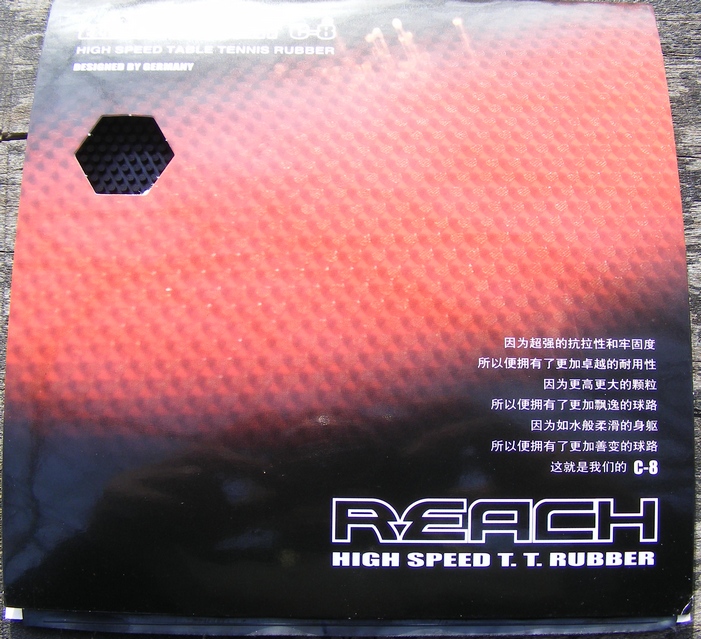 C-8
HIGH SPEED TABLE TENNIS RUBBER
DESIGNED BY GERMANY
因为超强的抗拉性和牢固度
所以便拥有了更加卓越的耐用性
因为更高更大的颗粒
所以便拥有了更加飘逸的球路
因为如水般柔滑的身躯
所以便拥有了更加善变的球路
这就是我们的 C-8
REACH
HIGH SPEED T. T. RUBBER